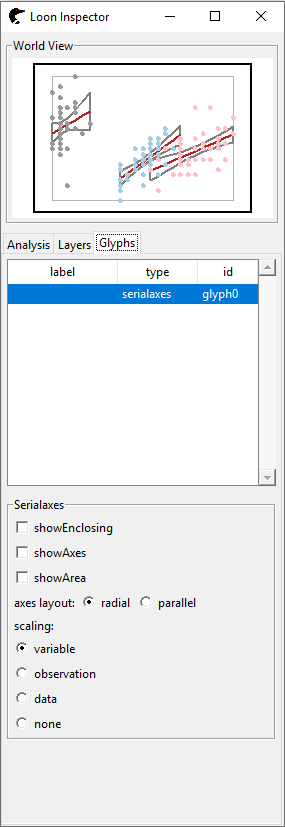 Loon Inspector
World View
Analysis Layers Glyphs
label type id
serialaxes glyph0
Serialaxes
showEnclosing
showAxes
showArea
axes layout: radial parallel
scaling:
variable
observation
data
none